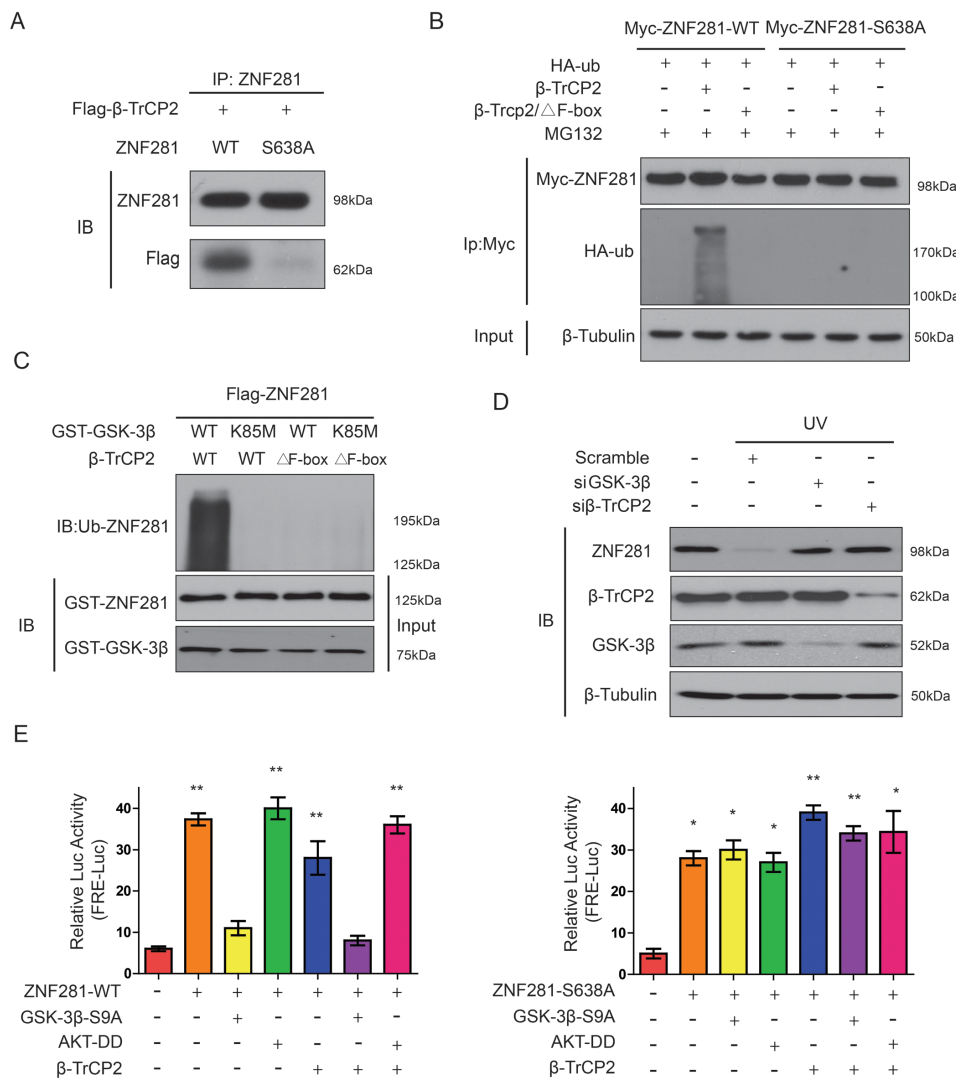 A
IP: ZNF281
Flag-β-TrCP2 + +
ZNF281 WT S638A
IB
ZNF281 98kDa
Flag 62kDa
B
Myc-ZNF281-WT Myc-ZNF281-S638A
HA-ub + + + + + +
β-TrCP2 - + - - + -
β-Trcp2/△F-box - - + - - +
MG132 + + + + + +
Ip:Myc
Myc-ZNF281 98kDa
HA-ub 170kDa
100kDa
Input β-Tubulin 50kDa
C
Flag-ZNF281
GST-GSK-3β WT K85M WT K85M
β-TrCP2 WT WT △F-box △F-box
IB:Ub-ZNF281 195kDa
125kDa
IB
GST-ZNF281 125kDa
Input
GST-GSK-3β 75kDa
D
UV
Scramble - + - -
siGSK-3β - - + -
siβ-TrCP2 - - - +
IB
ZNF281 98kDa
β-TrCP2 62kDa
GSK-3β 52kDa
β-Tubulin 50kDa
E
Relative Luc Activity
(FRE-Luc)
40
30
20
10
0
** ** ** **
ZNF281-WT - + + + + + +
GSK-3β-S9A - - + - - + -
AKT-DD - - - + - - +
β-TrCP2 - - - - + + +
Relative Luc Activity
(FRE-Luc)
40
30
20
10
0
* * * ** ** *
ZNF281-S638A - + + + + + +
GSK-3β-S9A - - + - - + -
AKT-DD - - - + - - +
β-TrCP2 - - - - + + +